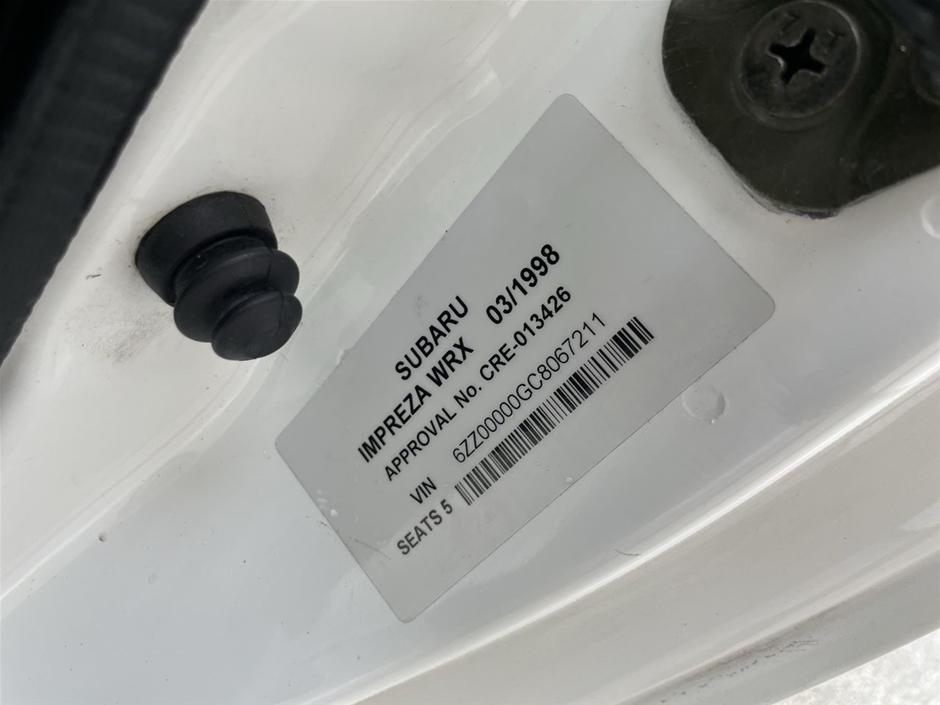 SUBARU
IMPREZA WRX 03/1998
APPROVAL No. CRE-013426
VIN 6ZZ00000GC8067211
SEATS 5